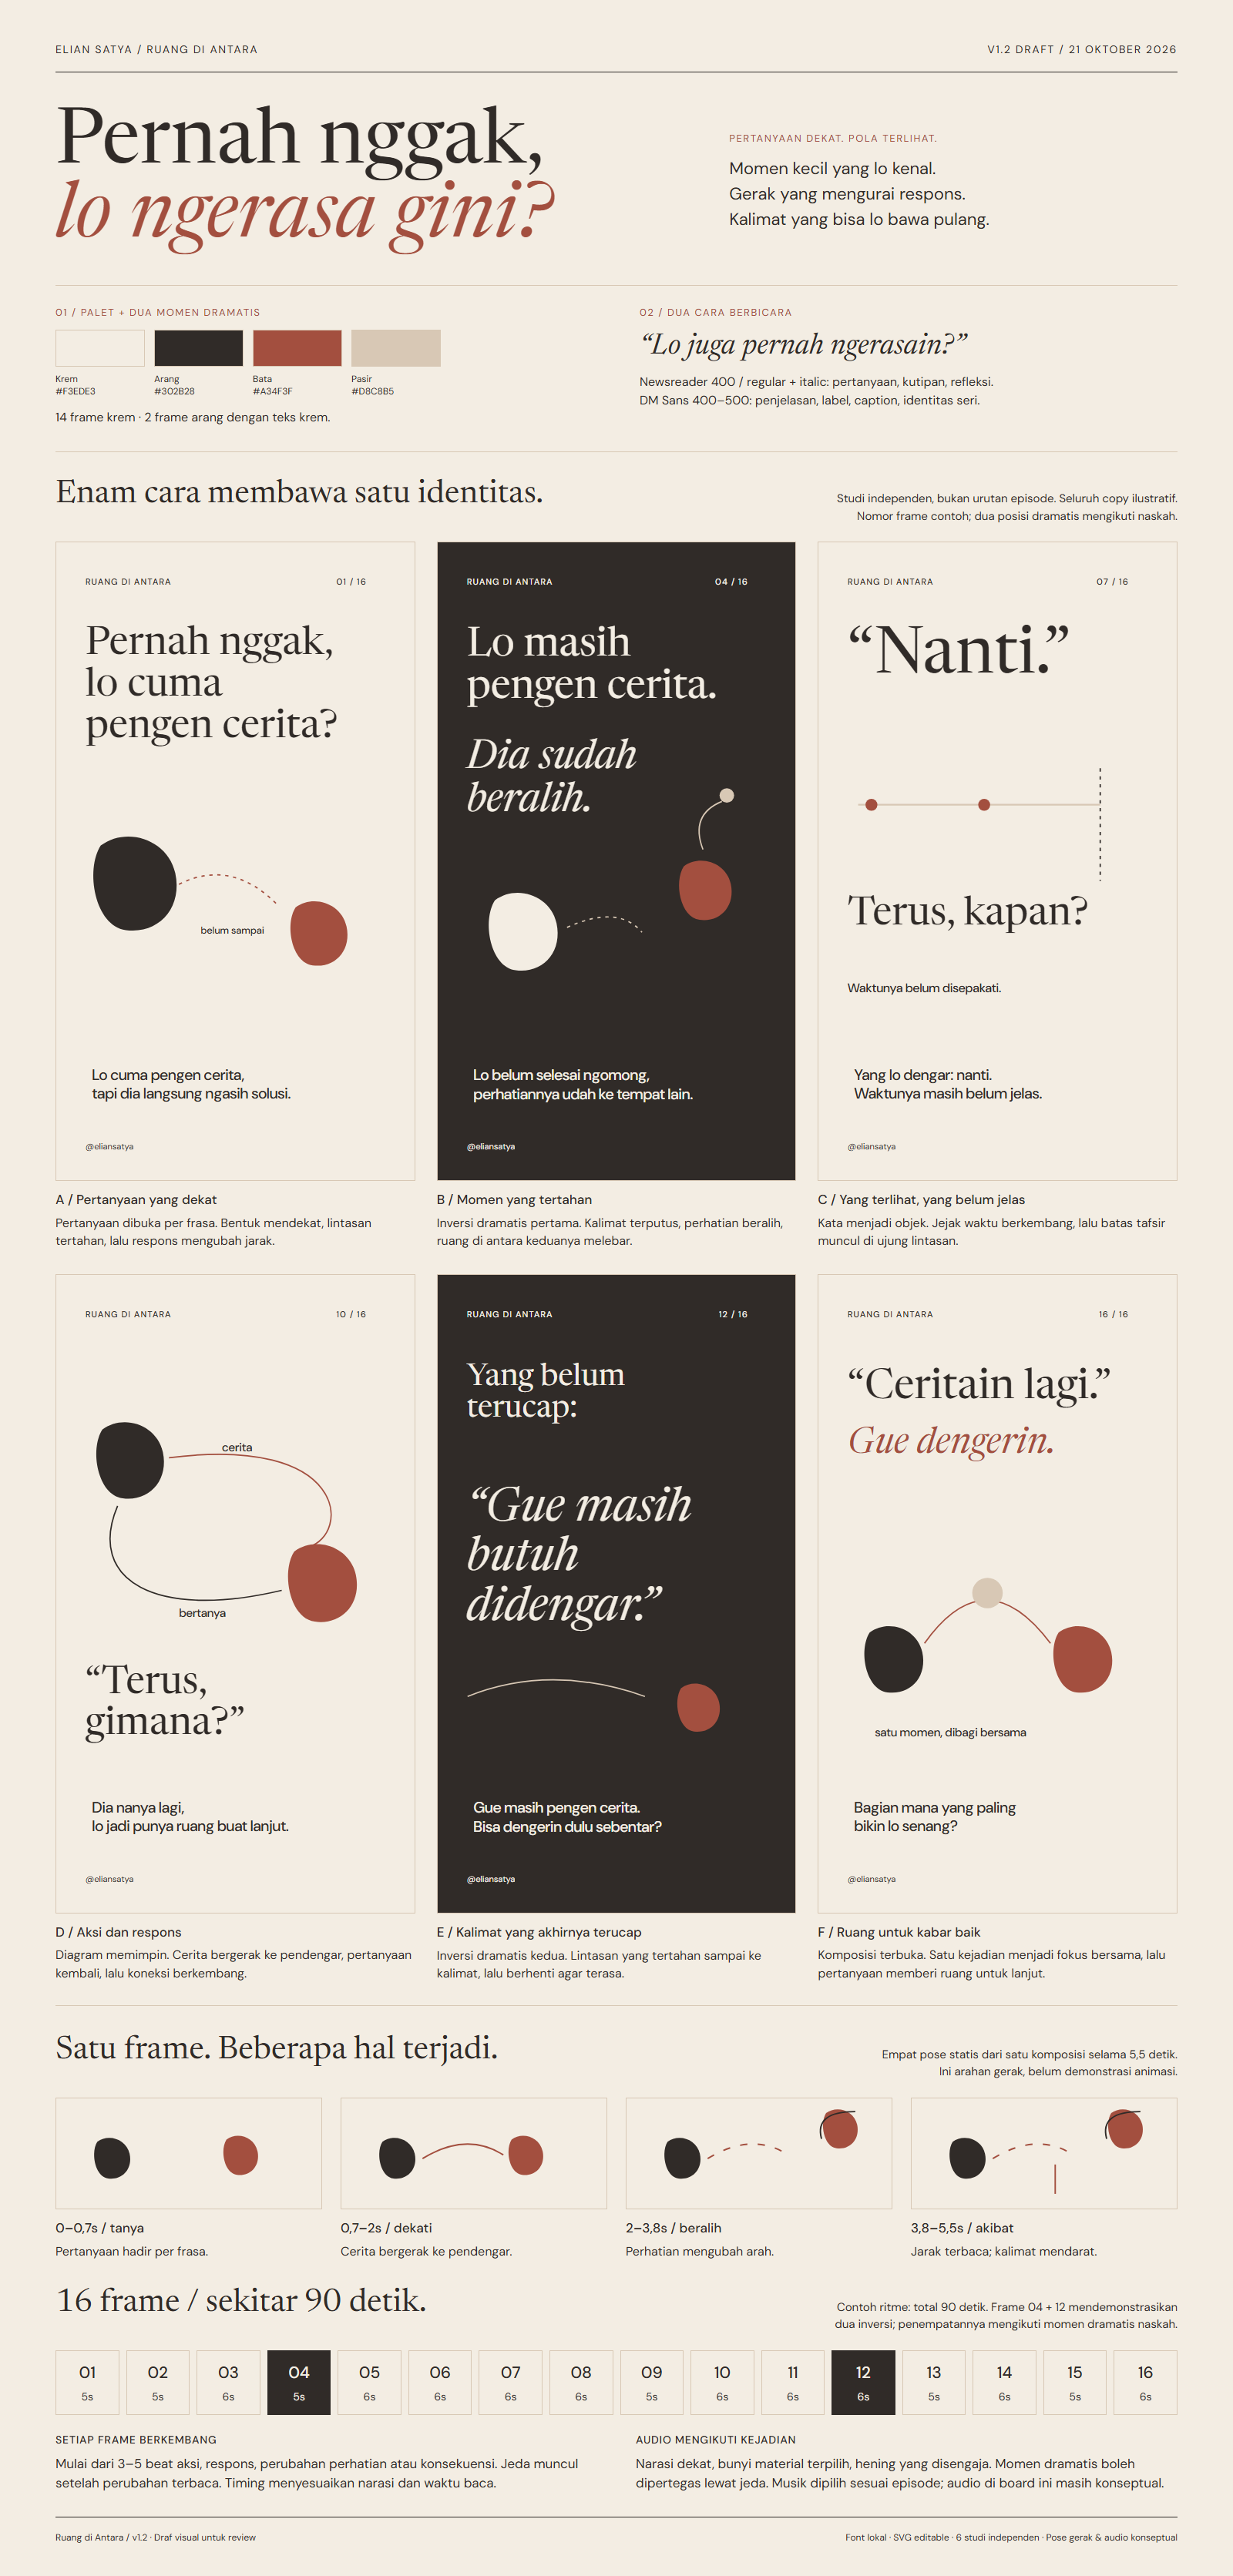 ELIAN SATYA / RUANG DI ANTARA
V1.2 DRAFT / 21 OKTOBER 2026
Pernah nggak,
lo ngerasa gini?
PERTANYAAN DEKAT. POLA TERLIHAT.
Momen kecil yang lo kenal.
Gerak yang mengurai respons.
Kalimat yang bisa lo bawa pulang.
01 / PALET + DUA MOMEN DRAMATIS
Krem
#F3EDE3
Arang
#302B28
Bata
#A34F3F
Pasir
#D8C8B5
14 frame krem · 2 frame arang dengan teks krem.
02 / DUA CARA BERBICARA
“Lo juga pernah ngerasain?”
Newsreader 400 / regular + italic: pertanyaan, kutipan, refleksi.
DM Sans 400–500: penjelasan, label, caption, identitas seri.
Enam cara membawa satu identitas.
Studi independen, bukan urutan episode. Seluruh copy ilustratif.
Nomor frame contoh; dua posisi dramatis mengikuti naskah.
RUANG DI ANTARA
01 / 16
Pernah nggak,
lo cuma
pengen cerita?
belum sampai
Lo cuma pengen cerita,
tapi dia langsung ngasih solusi.
@eliansatya
A / Pertanyaan yang dekat
Pertanyaan dibuka per frasa. Bentuk mendekat, lintasan
tertahan, lalu respons mengubah jarak.
RUANG DI ANTARA
04 / 16
Lo masih
pengen cerita.
Dia sudah
beralih.
Lo belum selesai ngomong,
perhatiannya udah ke tempat lain.
@eliansatya
B / Momen yang tertahan
Inversi dramatis pertama. Kalimat terputus, perhatian beralih,
ruang di antara keduanya melebar.
RUANG DI ANTARA
07 / 16
“Nanti.”
Terus, kapan?
Waktunya belum disepakati.
Yang lo dengar: nanti.
Waktunya masih belum jelas.
@eliansatya
C / Yang terlihat, yang belum jelas
Kata menjadi objek. Jejak waktu berkembang, lalu batas tafsir
muncul di ujung lintasan.
RUANG DI ANTARA
10 / 16
cerita
bertanya
“Terus,
gimana?”
Dia nanya lagi,
lo jadi punya ruang buat lanjut.
@eliansatya
D / Aksi dan respons
Diagram memimpin. Cerita bergerak ke pendengar, pertanyaan
kembali, lalu koneksi berkembang.
RUANG DI ANTARA
12 / 16
Yang belum
terucap:
“Gue masih
butuh
didengar.”
Gue masih pengen cerita.
Bisa dengerin dulu sebentar?
@eliansatya
E / Kalimat yang akhirnya terucap
Inversi dramatis kedua. Lintasan yang tertahan sampai ke
kalimat, lalu berhenti agar terasa.
RUANG DI ANTARA
16 / 16
“Ceritain lagi.”
Gue dengerin.
satu momen, dibagi bersama
Bagian mana yang paling
bikin lo senang?
@eliansatya
F / Ruang untuk kabar baik
Komposisi terbuka. Satu kejadian menjadi fokus bersama, lalu
pertanyaan memberi ruang untuk lanjut.
Satu frame. Beberapa hal terjadi.
Empat pose statis dari satu komposisi selama 5,5 detik.
Ini arahan gerak, belum demonstrasi animasi.
0–0,7s / tanya
Pertanyaan hadir per frasa.
0,7–2s / dekati
Cerita bergerak ke pendengar.
2–3,8s / beralih
Perhatian mengubah arah.
3,8–5,5s / akibat
Jarak terbaca; kalimat mendarat.
16 frame / sekitar 90 detik.
Contoh ritme: total 90 detik. Frame 04 + 12 mendemonstrasikan
dua inversi; penempatannya mengikuti momen dramatis naskah.
01 02 03 04 05 06 07 08 09 10 11 12 13 14 15 16
5s 5s 6s 5s 6s 6s 6s 6s 5s 6s 6s 6s 5s 6s 5s 6s
SETIAP FRAME BERKEMBANG
Mulai dari 3–5 beat aksi, respons, perubahan perhatian atau konsekuensi. Jeda muncul
setelah perubahan terbaca. Timing menyesuaikan narasi dan waktu baca.
AUDIO MENGIKUTI KEJADIAN
Narasi dekat, bunyi material terpilih, hening yang disengaja. Momen dramatis boleh
dipertegas lewat jeda. Musik dipilih sesuai episode; audio di board ini masih konseptual.
Ruang di Antara / v1.2 · Draf visual untuk review
Font lokal · SVG editable · 6 studi independen · Pose gerak & audio konseptual